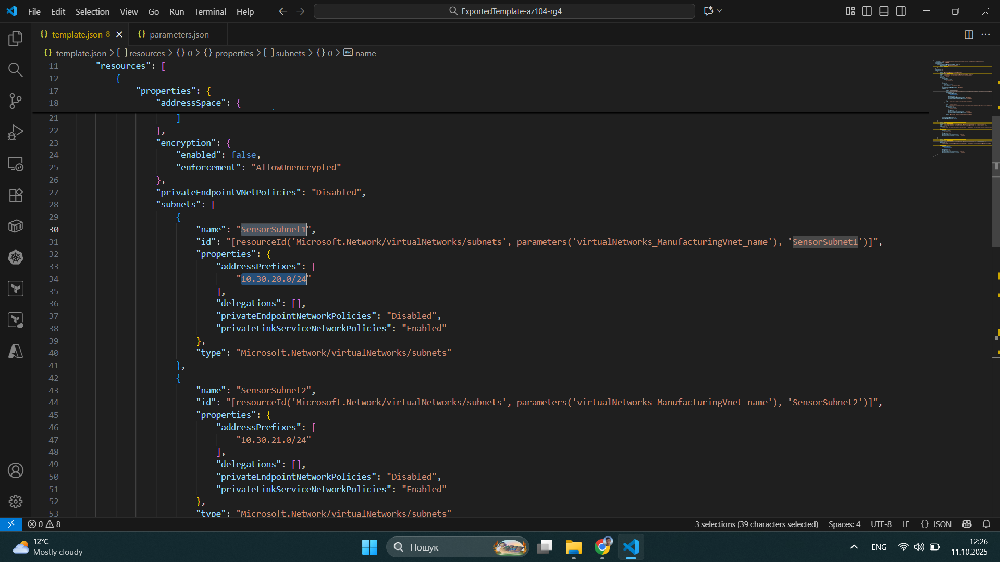 File Edit Selection View Go Run Terminal Help
ExportedTemplate-az104-rg4
{} template.json 8
{} parameters.json
{} template.json > [ ] resources > {} 0 > {} properties > [ ] subnets > {} 0 > abc name
11 "resources": [
12 {
17 "properties": {
18 "addressSpace": {
21 ]
22 },
23 "encryption": {
24 "enabled": false,
25 "enforcement": "AllowUnencrypted"
26 },
27 "privateEndpointVNetPolicies": "Disabled",
28 "subnets": [
29 {
30 "name": "SensorSubnet1",
31 "id": "[resourceId('Microsoft.Network/virtualNetworks/subnets', parameters('virtualNetworks_ManufacturingVnet_name'), 'SensorSubnet1')]",
32 "properties": {
33 "addressPrefixes": [
34 "10.30.20.0/24"
35 ],
36 "delegations": [],
37 "privateEndpointNetworkPolicies": "Disabled",
38 "privateLinkServiceNetworkPolicies": "Enabled"
39 },
40 "type": "Microsoft.Network/virtualNetworks/subnets"
41 },
42 {
43 "name": "SensorSubnet2",
44 "id": "[resourceId('Microsoft.Network/virtualNetworks/subnets', parameters('virtualNetworks_ManufacturingVnet_name'), 'SensorSubnet2')]",
45 "properties": {
46 "addressPrefixes": [
47 "10.30.21.0/24"
48 ],
49 "delegations": [],
50 "privateEndpointNetworkPolicies": "Disabled",
51 "privateLinkServiceNetworkPolicies": "Enabled"
52 },
53 "type": "Microsoft.Network/virtualNetworks/subnets"
0 8
3 selections (39 characters selected) Spaces: 4 UTF-8 LF {} JSON
12°C
Mostly cloudy
Пошук
ENG
12:26
11.10.2025